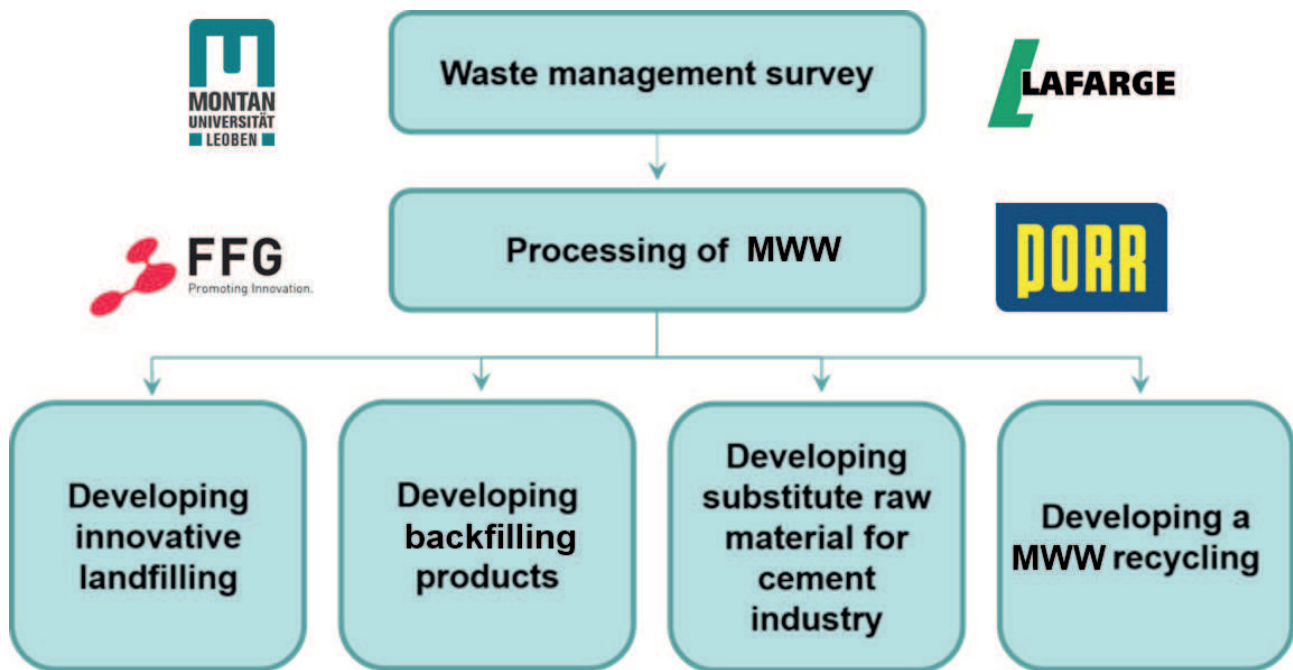 MONTAN
UNIVERSITÄT
LEOBEN
Waste management survey
LAFARGE
FFG
Promoting Innovation.
Processing of MWW
PORR
Developing
innovative
landfilling
Developing
backfilling
products
Developing
substitute raw
material for
cement
industry
Developing a
MWW recycling